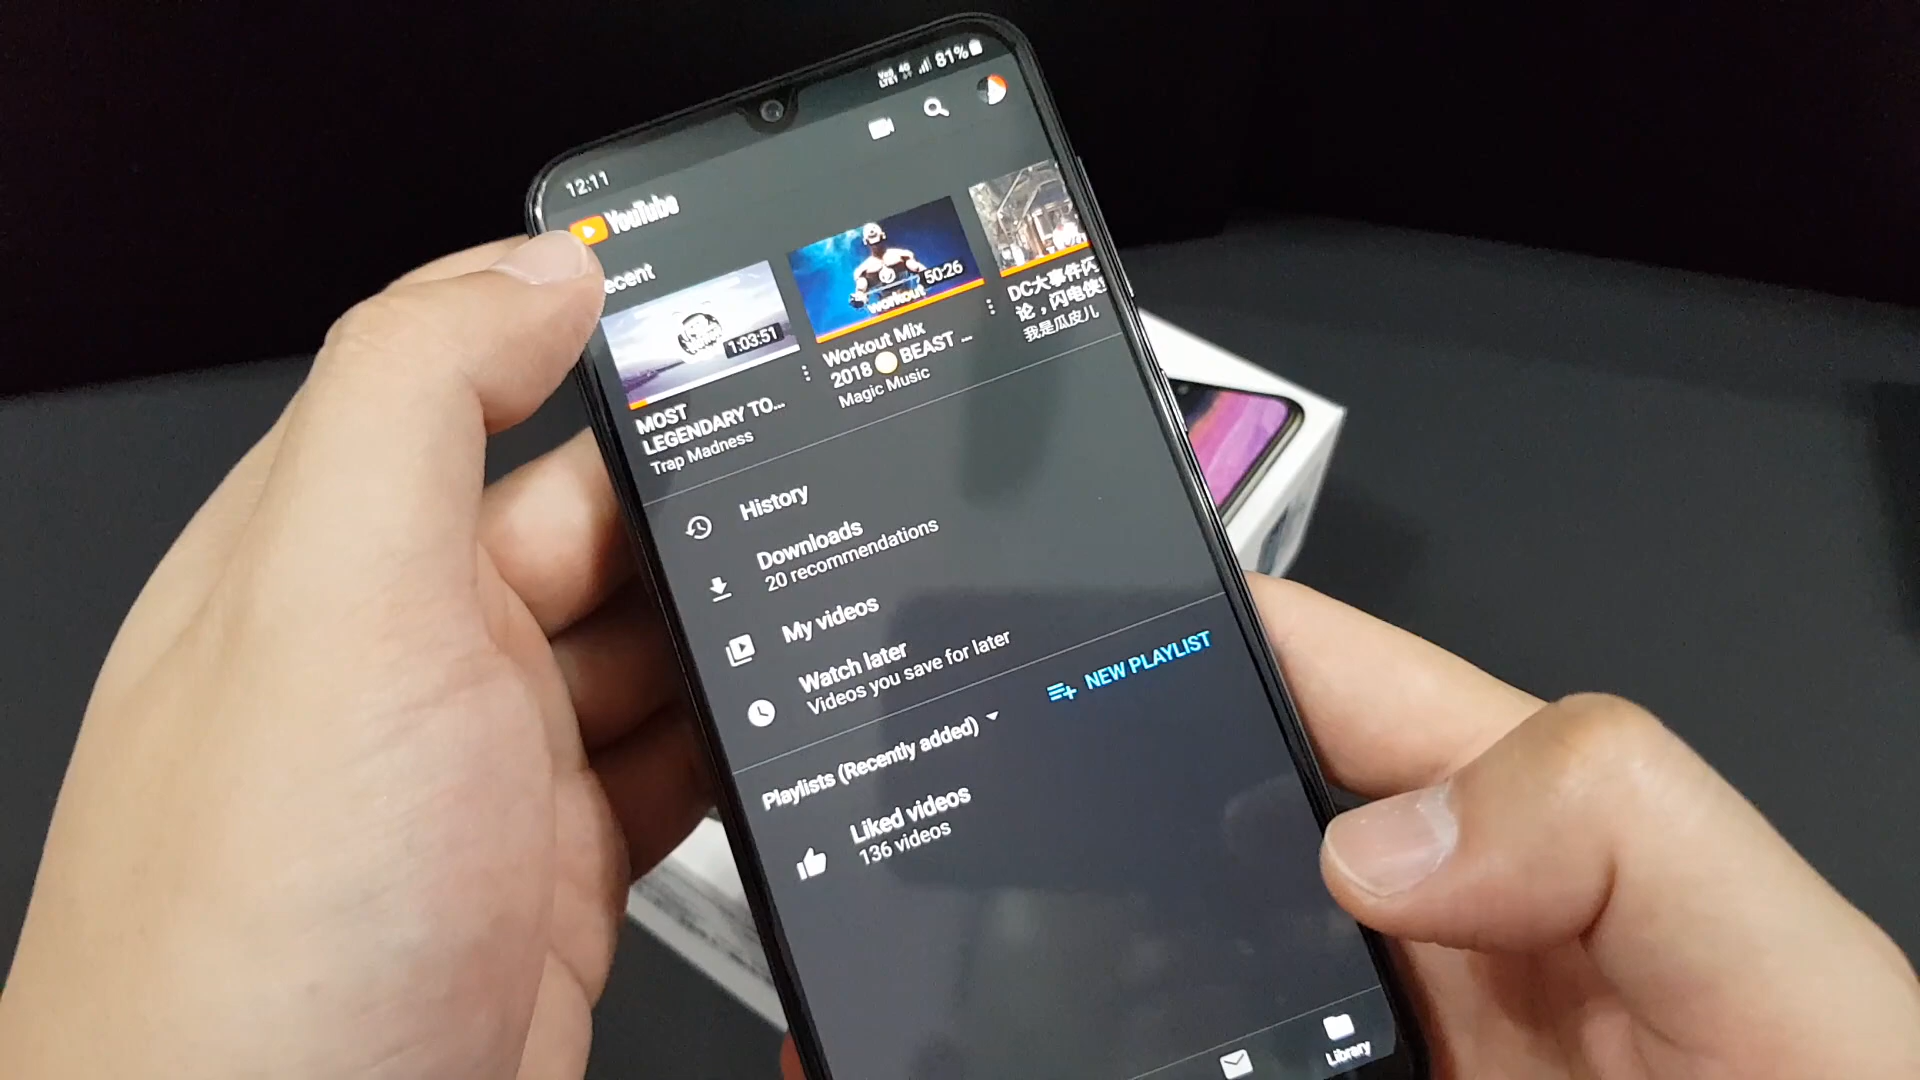 12:11
81%
YouTube
ecent
1:03:51
MOST
LEGENDARY TO...
Trap Madness
workout
50:26
Workout Mix
2018 BEAST ...
Magic Music
DC大事件闪
论，闪电侠
我是瓜皮儿
History
Downloads
20 recommendations
My videos
Watch later
Videos you save for later
Playlists (Recently added)
NEW PLAYLIST
Liked videos
136 videos
Library